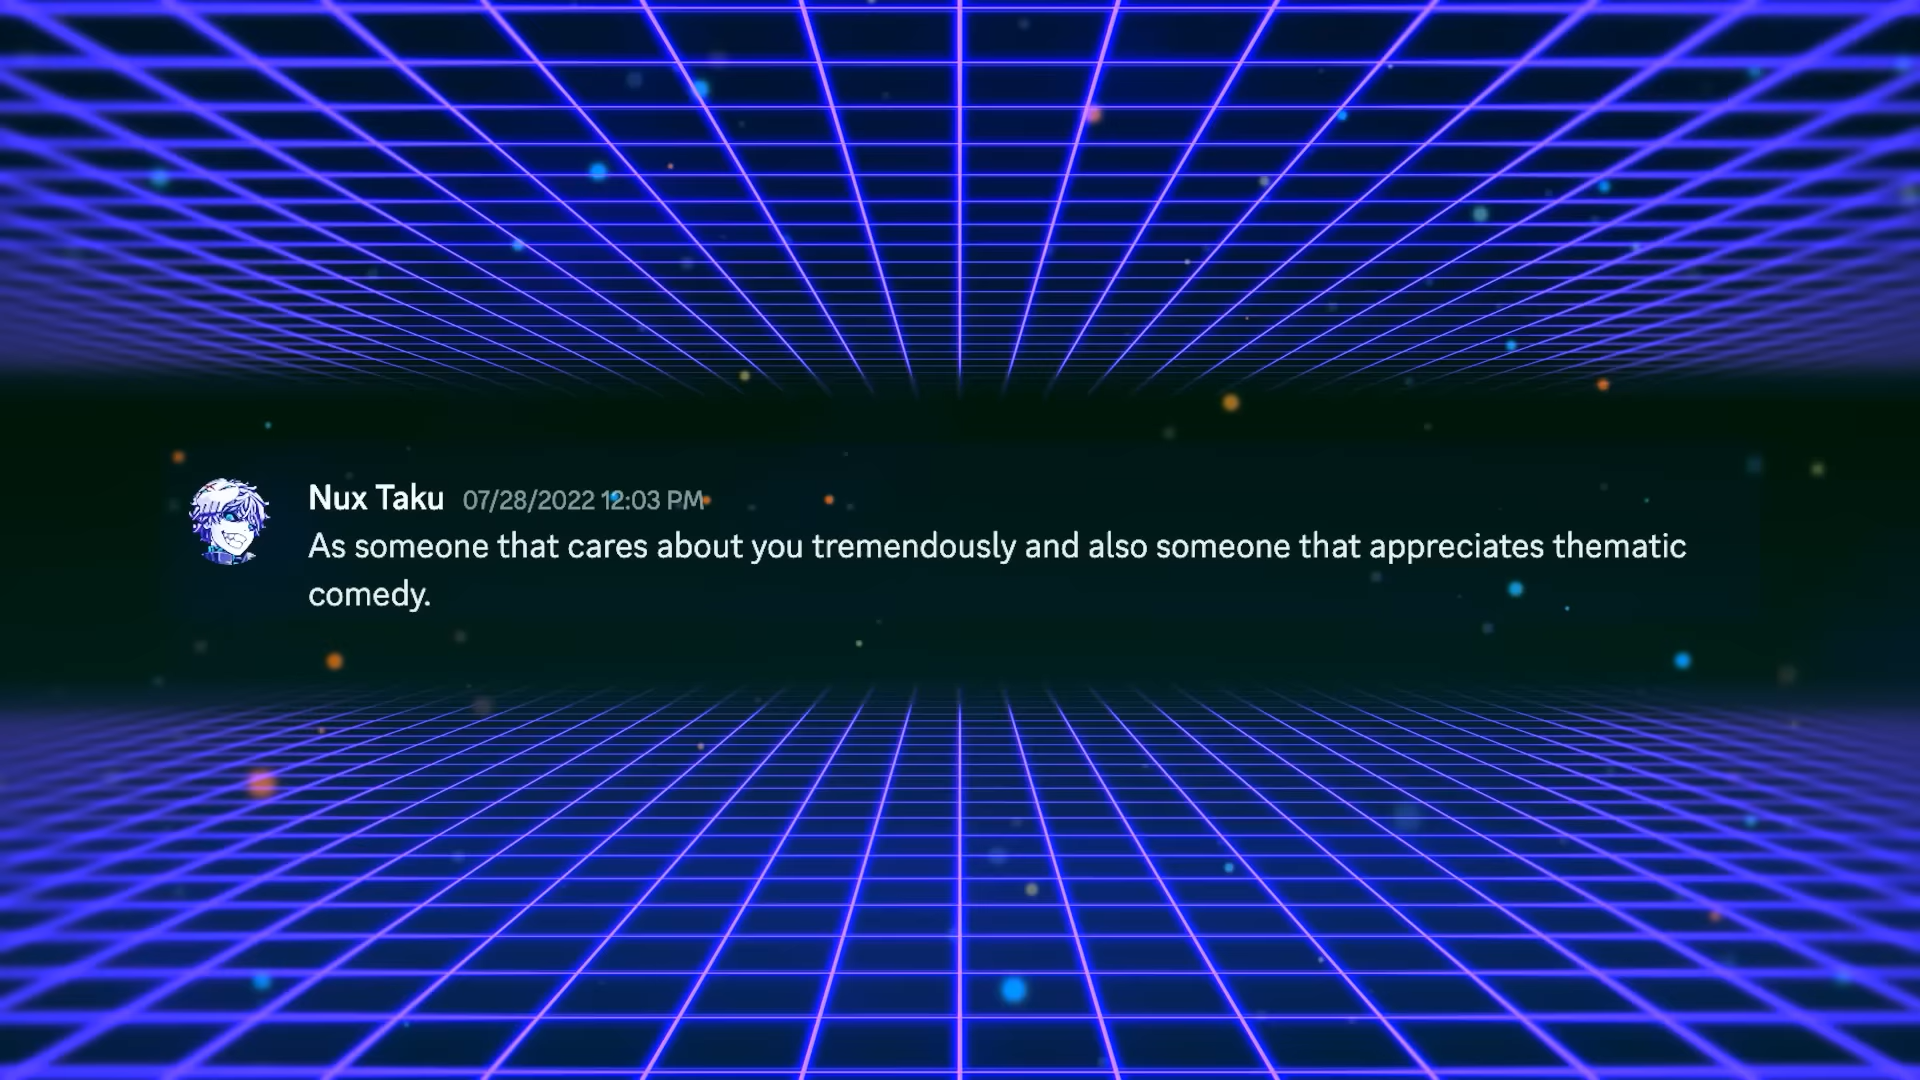 Nux Taku 07/28/2022 12:03 PM
As someone that cares about you tremendously and also someone that appreciates thematic
comedy.